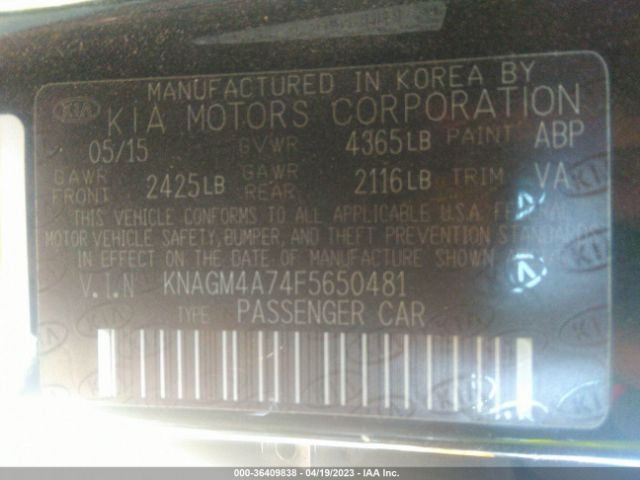 MANUFACTURED IN KOREA BY
KIA KIA MOTORS CORPORATION
05/15 GVWR 4365LB PAINT ABP
GAWR FRONT 2425LB GAWR REAR 2116LB TRIM VA
THIS VEHICLE CONFORMS TO ALL APPLICABLE U.S.A. FEDERAL
MOTOR VEHICLE SAFETY, BUMPER, AND THEFT PREVENTION STANDARDS
IN EFFECT ON THE DATE OF MANUFACTURE SHOWN
V.I.N KNAGM4A74F5650481
TYPE PASSENGER CAR
000-36409838 - 04/19/2023 - IAA Inc.